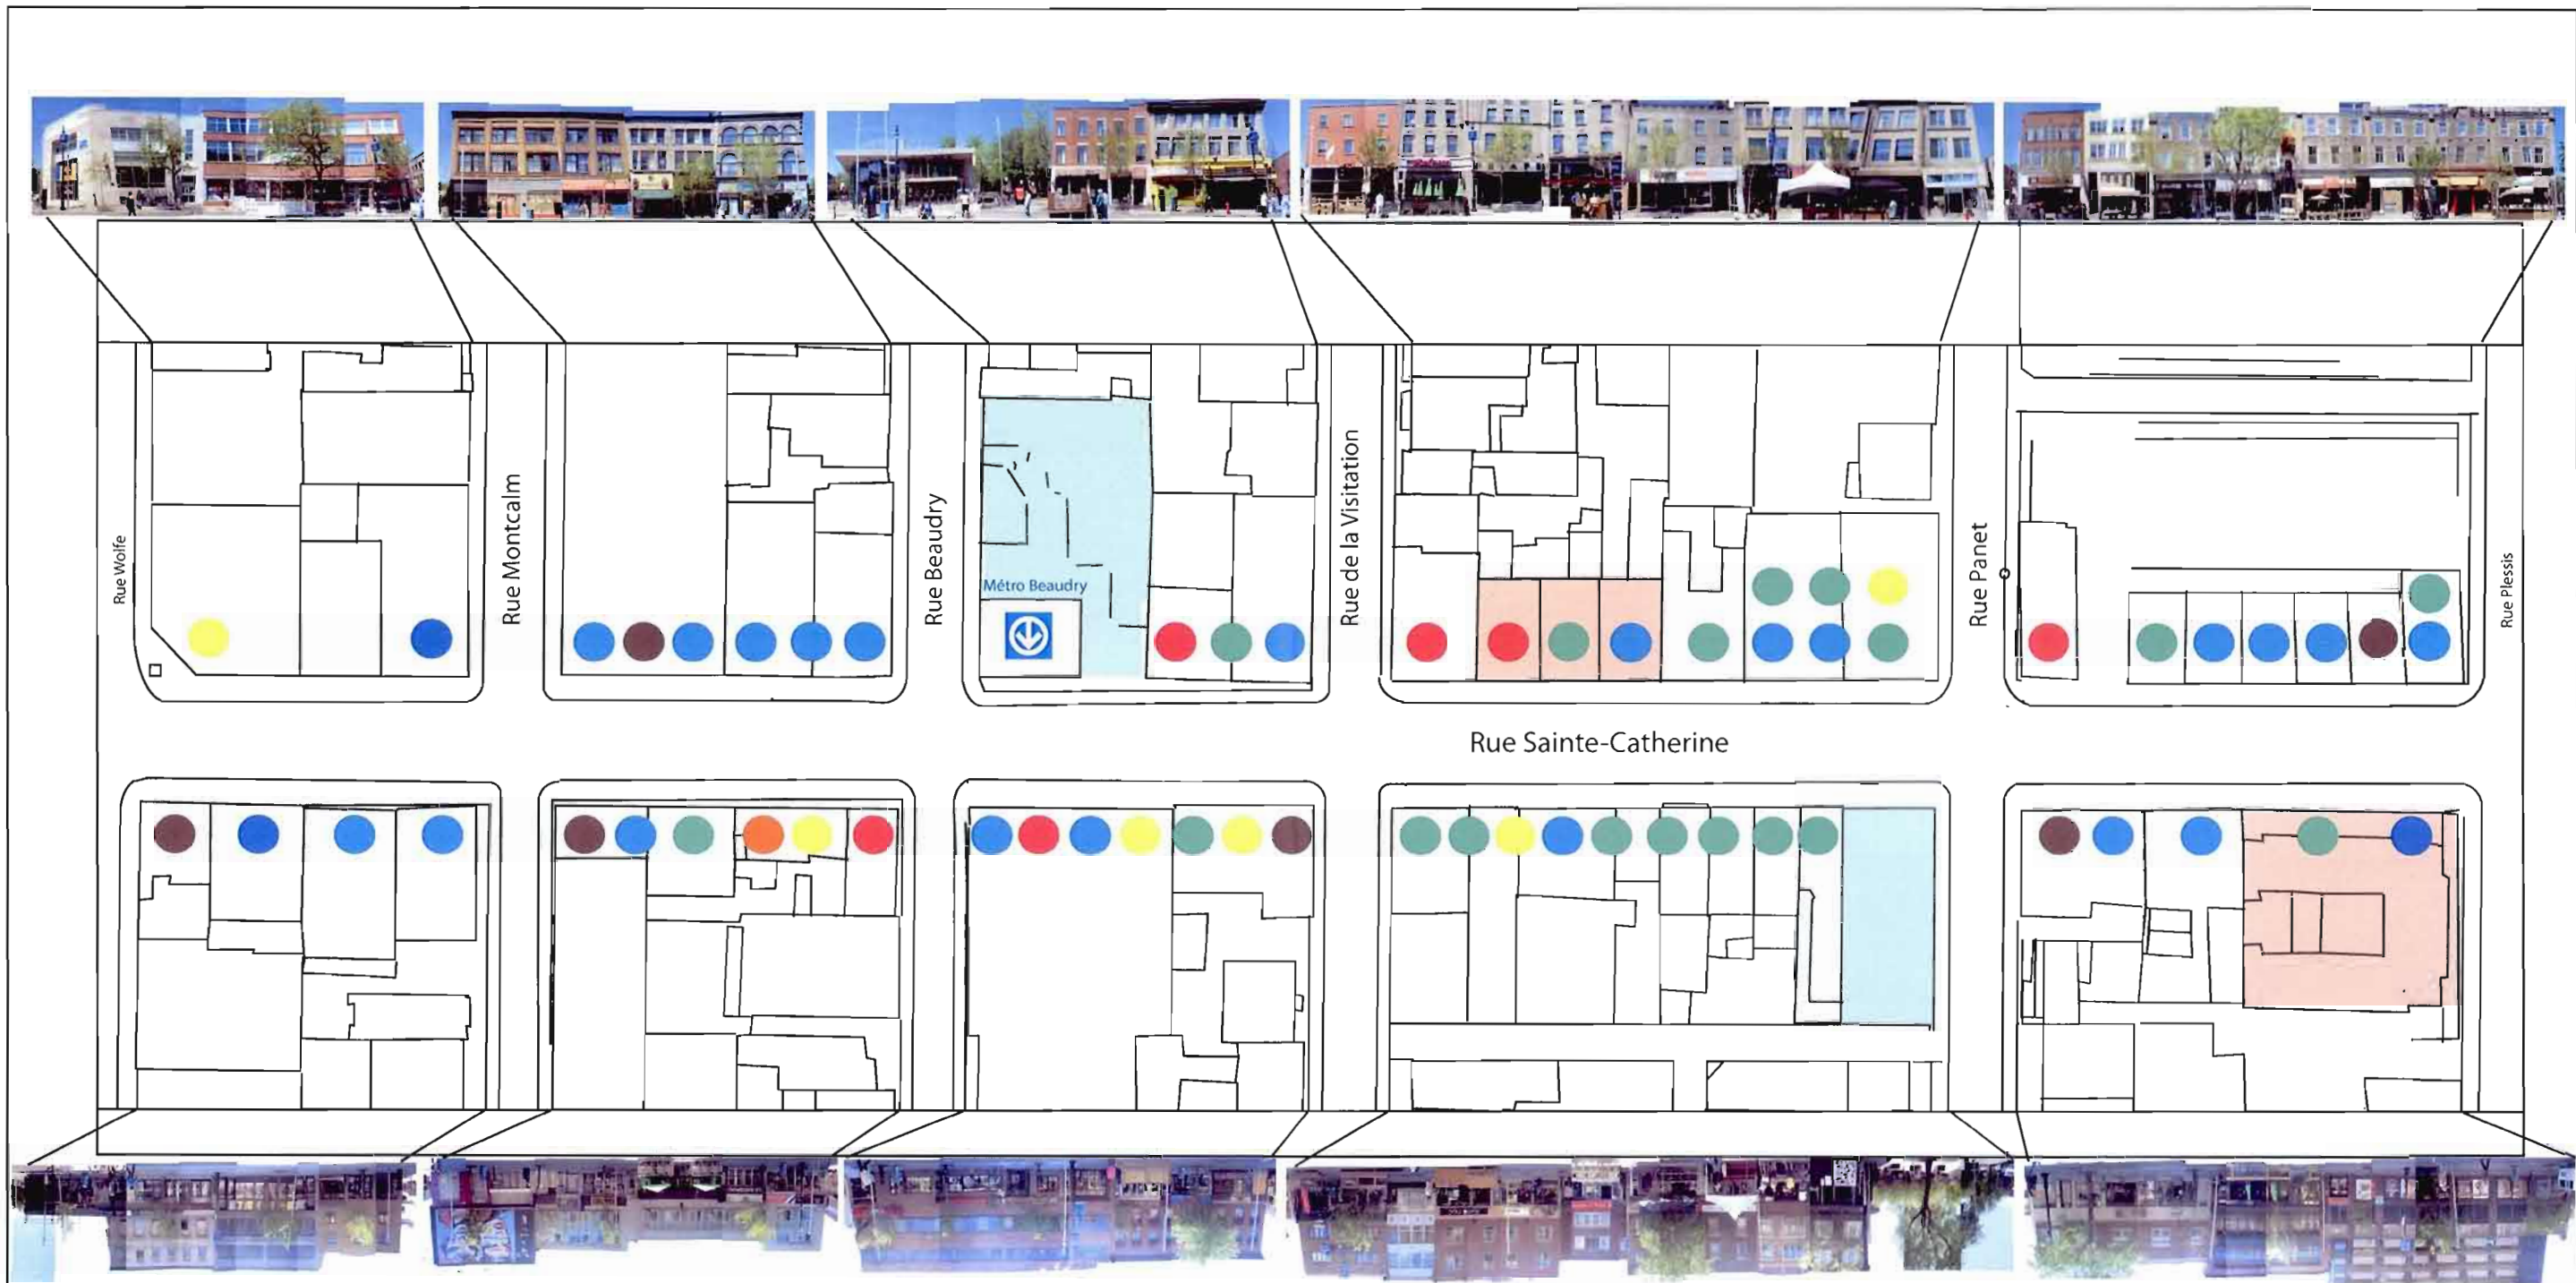 Rue Wolfe
Rue Montcalm
Rue Beaudry
Métro Beaudry
Rue de la Visitation
Rue Panet
Rue Plessis
Rue Sainte-Catherine